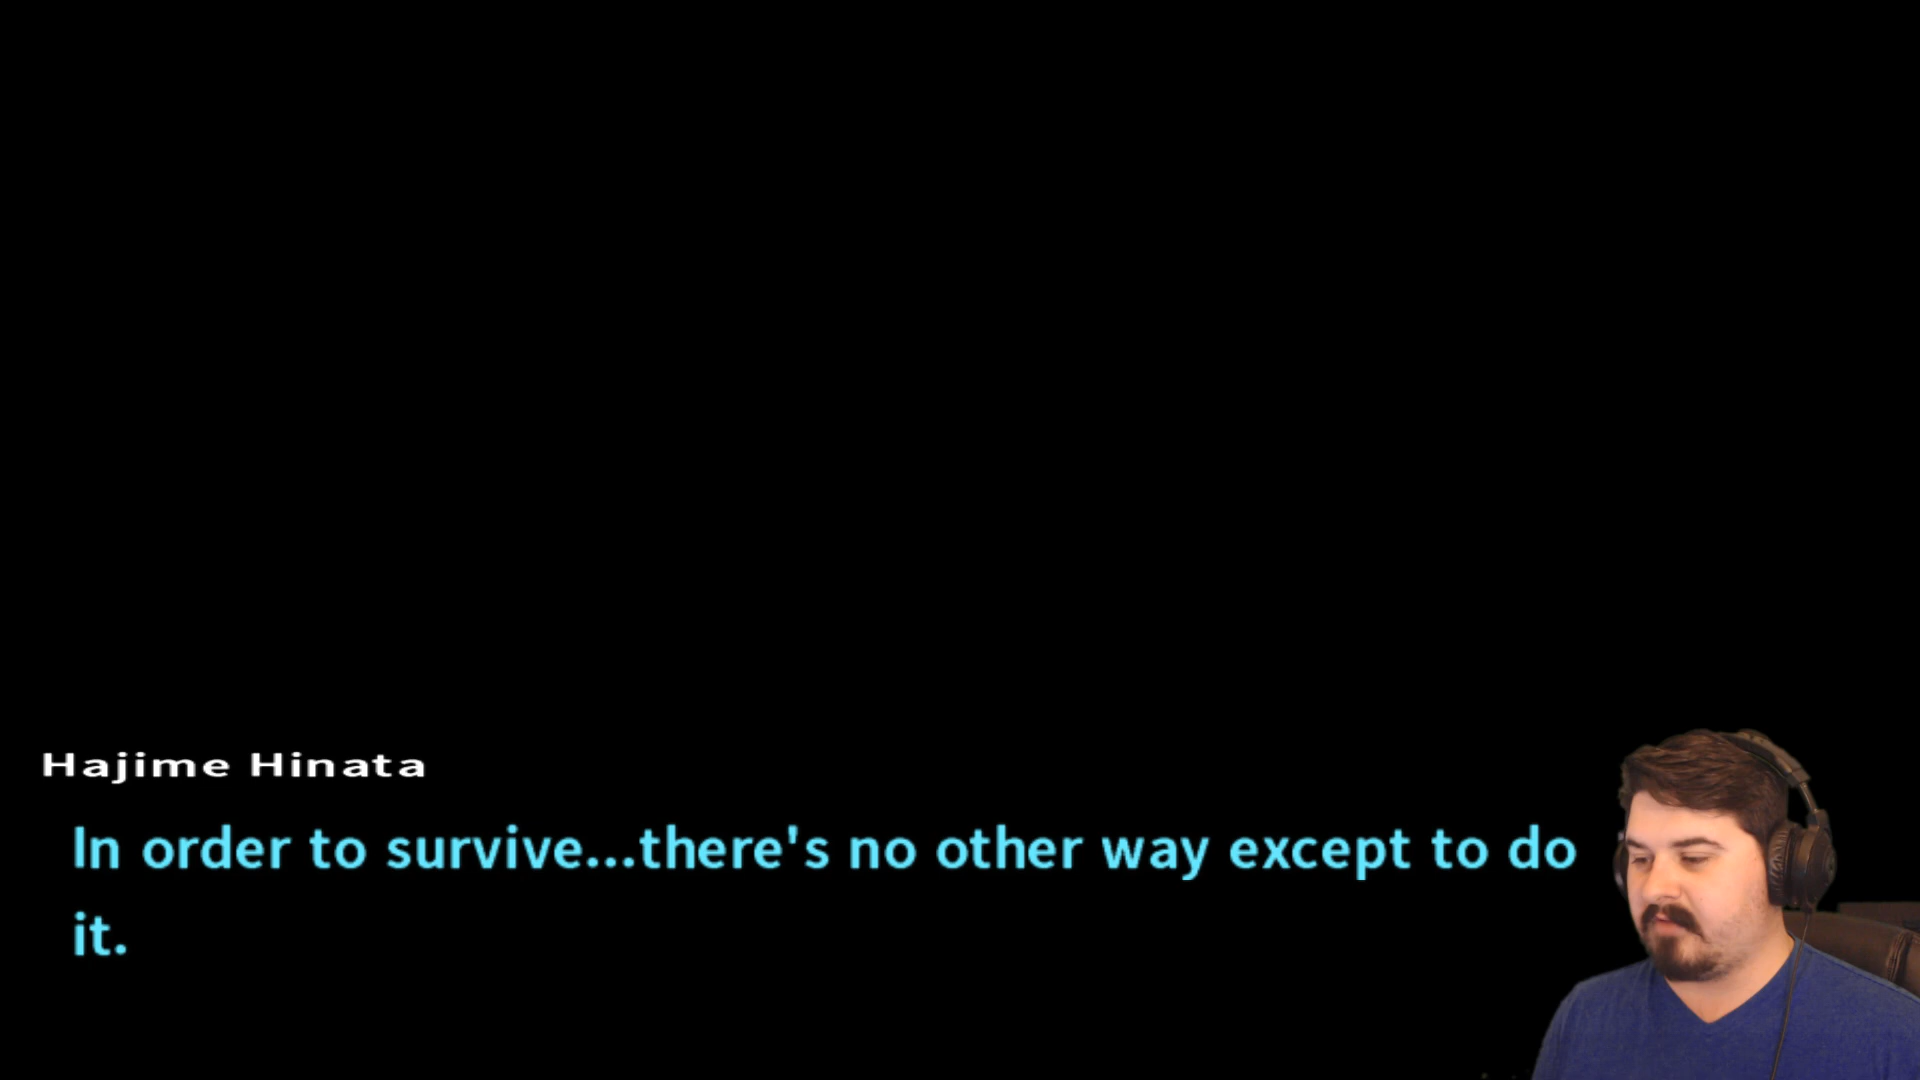 Hajime Hinata
In order to survive...there's no other way except to do
it.